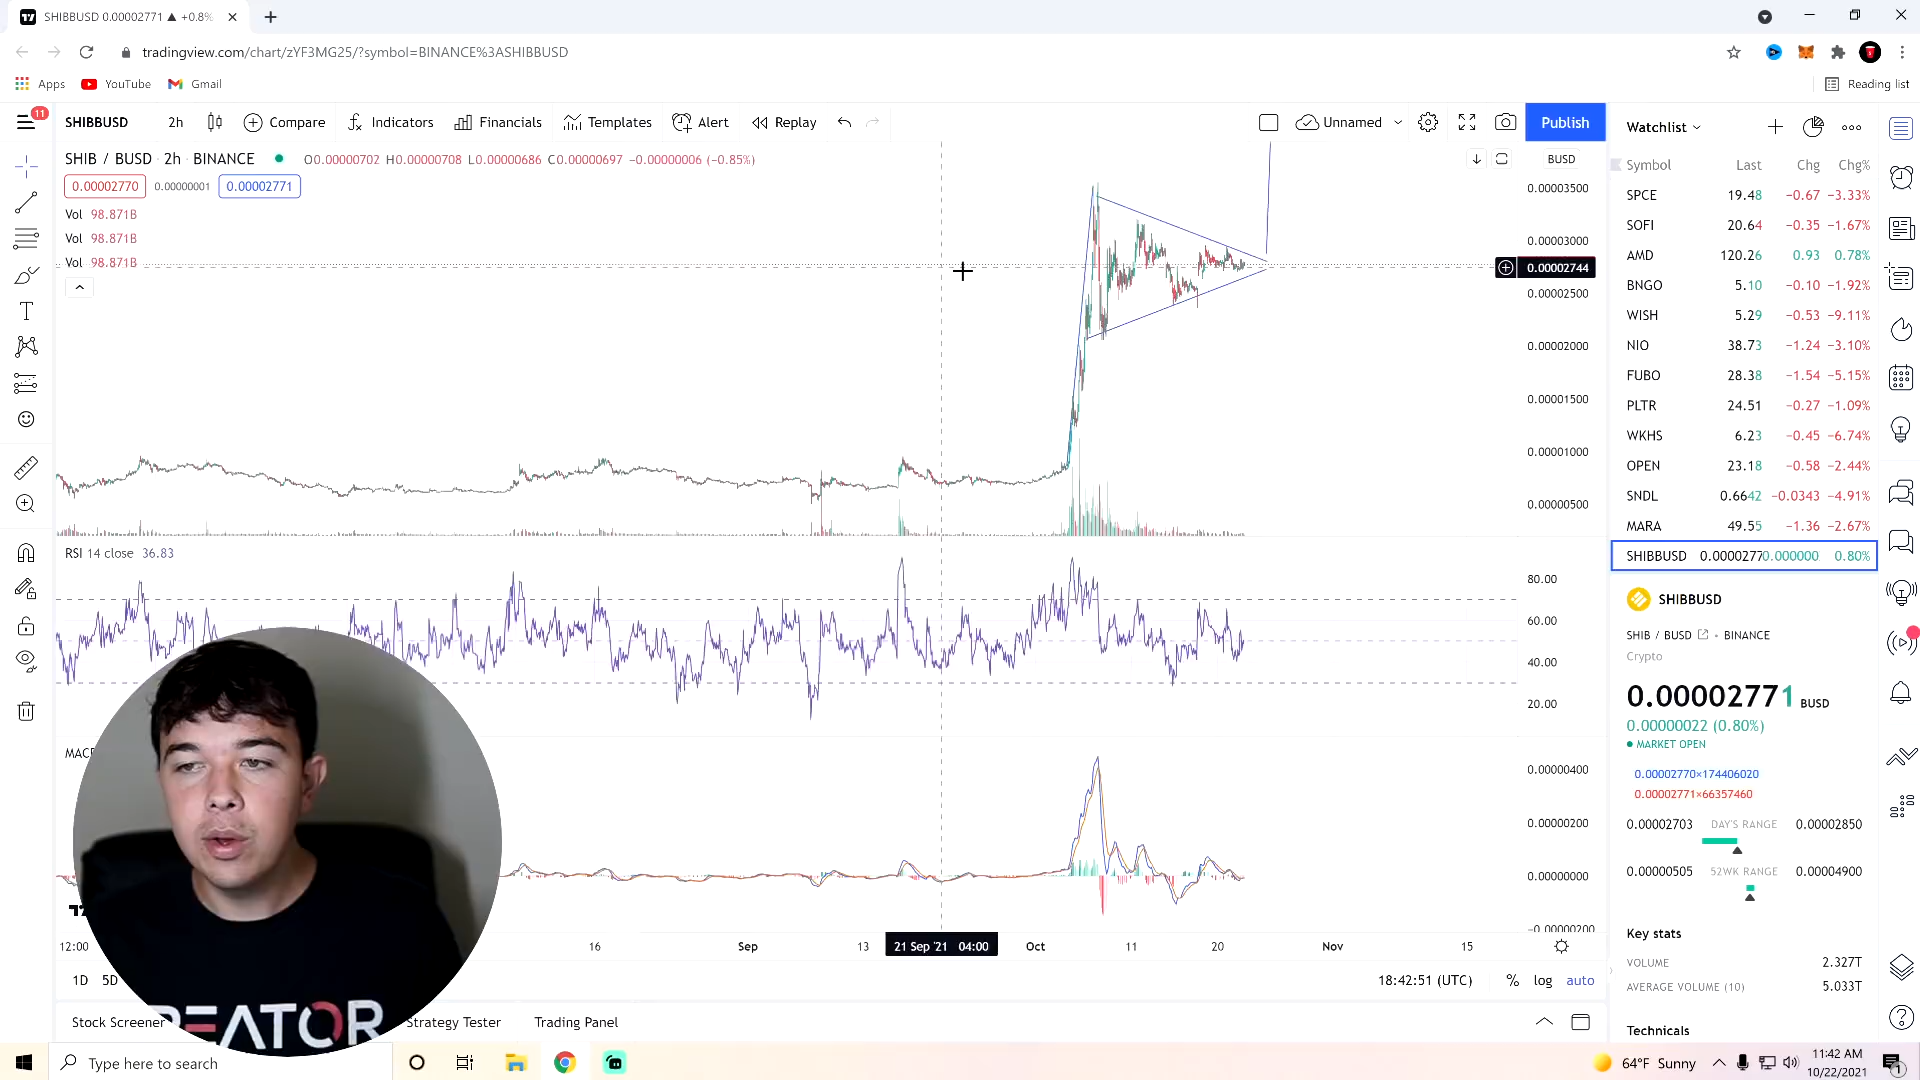 SHIBBUSD 0.00002771 ▲ +0.8%
tradingview.com/chart/zYF3MG25/?symbol=BINANCE%3ASHIBBUSD
Apps YouTube Gmail Reading list
11
SHIBBUSD 2h Compare Indicators Financials Templates Alert Replay Unnamed Publish
SHIB / BUSD · 2h · BINANCE O0.00000702 H0.00000708 L0.00000686 C0.00000697 −0.00000006 (−0.85%) BUSD
0.00002770 0.00000001 0.00002771
Vol 98.871B
Vol 98.871B
Vol 98.871B
0.00003500
0.00003000
0.00002744
0.00002500
0.00002000
0.00001500
0.00001000
0.00000500
RSI 14 close 36.83
80.00
60.00
40.00
20.00
MACD
0.00000400
0.00000200
0.00000000
−0.00000200
12:00 16 Sep 13 21 Sep '21 04:00 Oct 11 20 Nov 15
1D 5D 18:42:51 (UTC) % log auto
Stock Screener Strategy Tester Trading Panel
Watchlist
Symbol Last Chg Chg%
SPCE 19.48 −0.67 −3.33%
SOFI 20.64 −0.35 −1.67%
AMD 120.26 0.93 0.78%
BNGO 5.10 −0.10 −1.92%
WISH 5.29 −0.53 −9.11%
NIO 38.73 −1.24 −3.10%
FUBO 28.38 −1.54 −5.15%
PLTR 24.51 −0.27 −1.09%
WKHS 6.23 −0.45 −6.74%
OPEN 23.18 −0.58 −2.44%
SNDL 0.6642 −0.0343 −4.91%
MARA 49.55 −1.36 −2.67%
SHIBBUSD 0.0000277 0.000000 0.80%
SHIBBUSD
SHIB / BUSD • BINANCE
Crypto
0.00002771 BUSD
0.00000022 (0.80%)
MARKET OPEN
0.00002770×174406020
0.00002771×66357460
0.00002703 DAY'S RANGE 0.00002850
0.00000505 52WK RANGE 0.00004900
Key stats
VOLUME 2.327T
AVERAGE VOLUME (10) 5.033T
Technicals
CREATOR
Type here to search
64°F Sunny
11:42 AM
10/22/2021
1